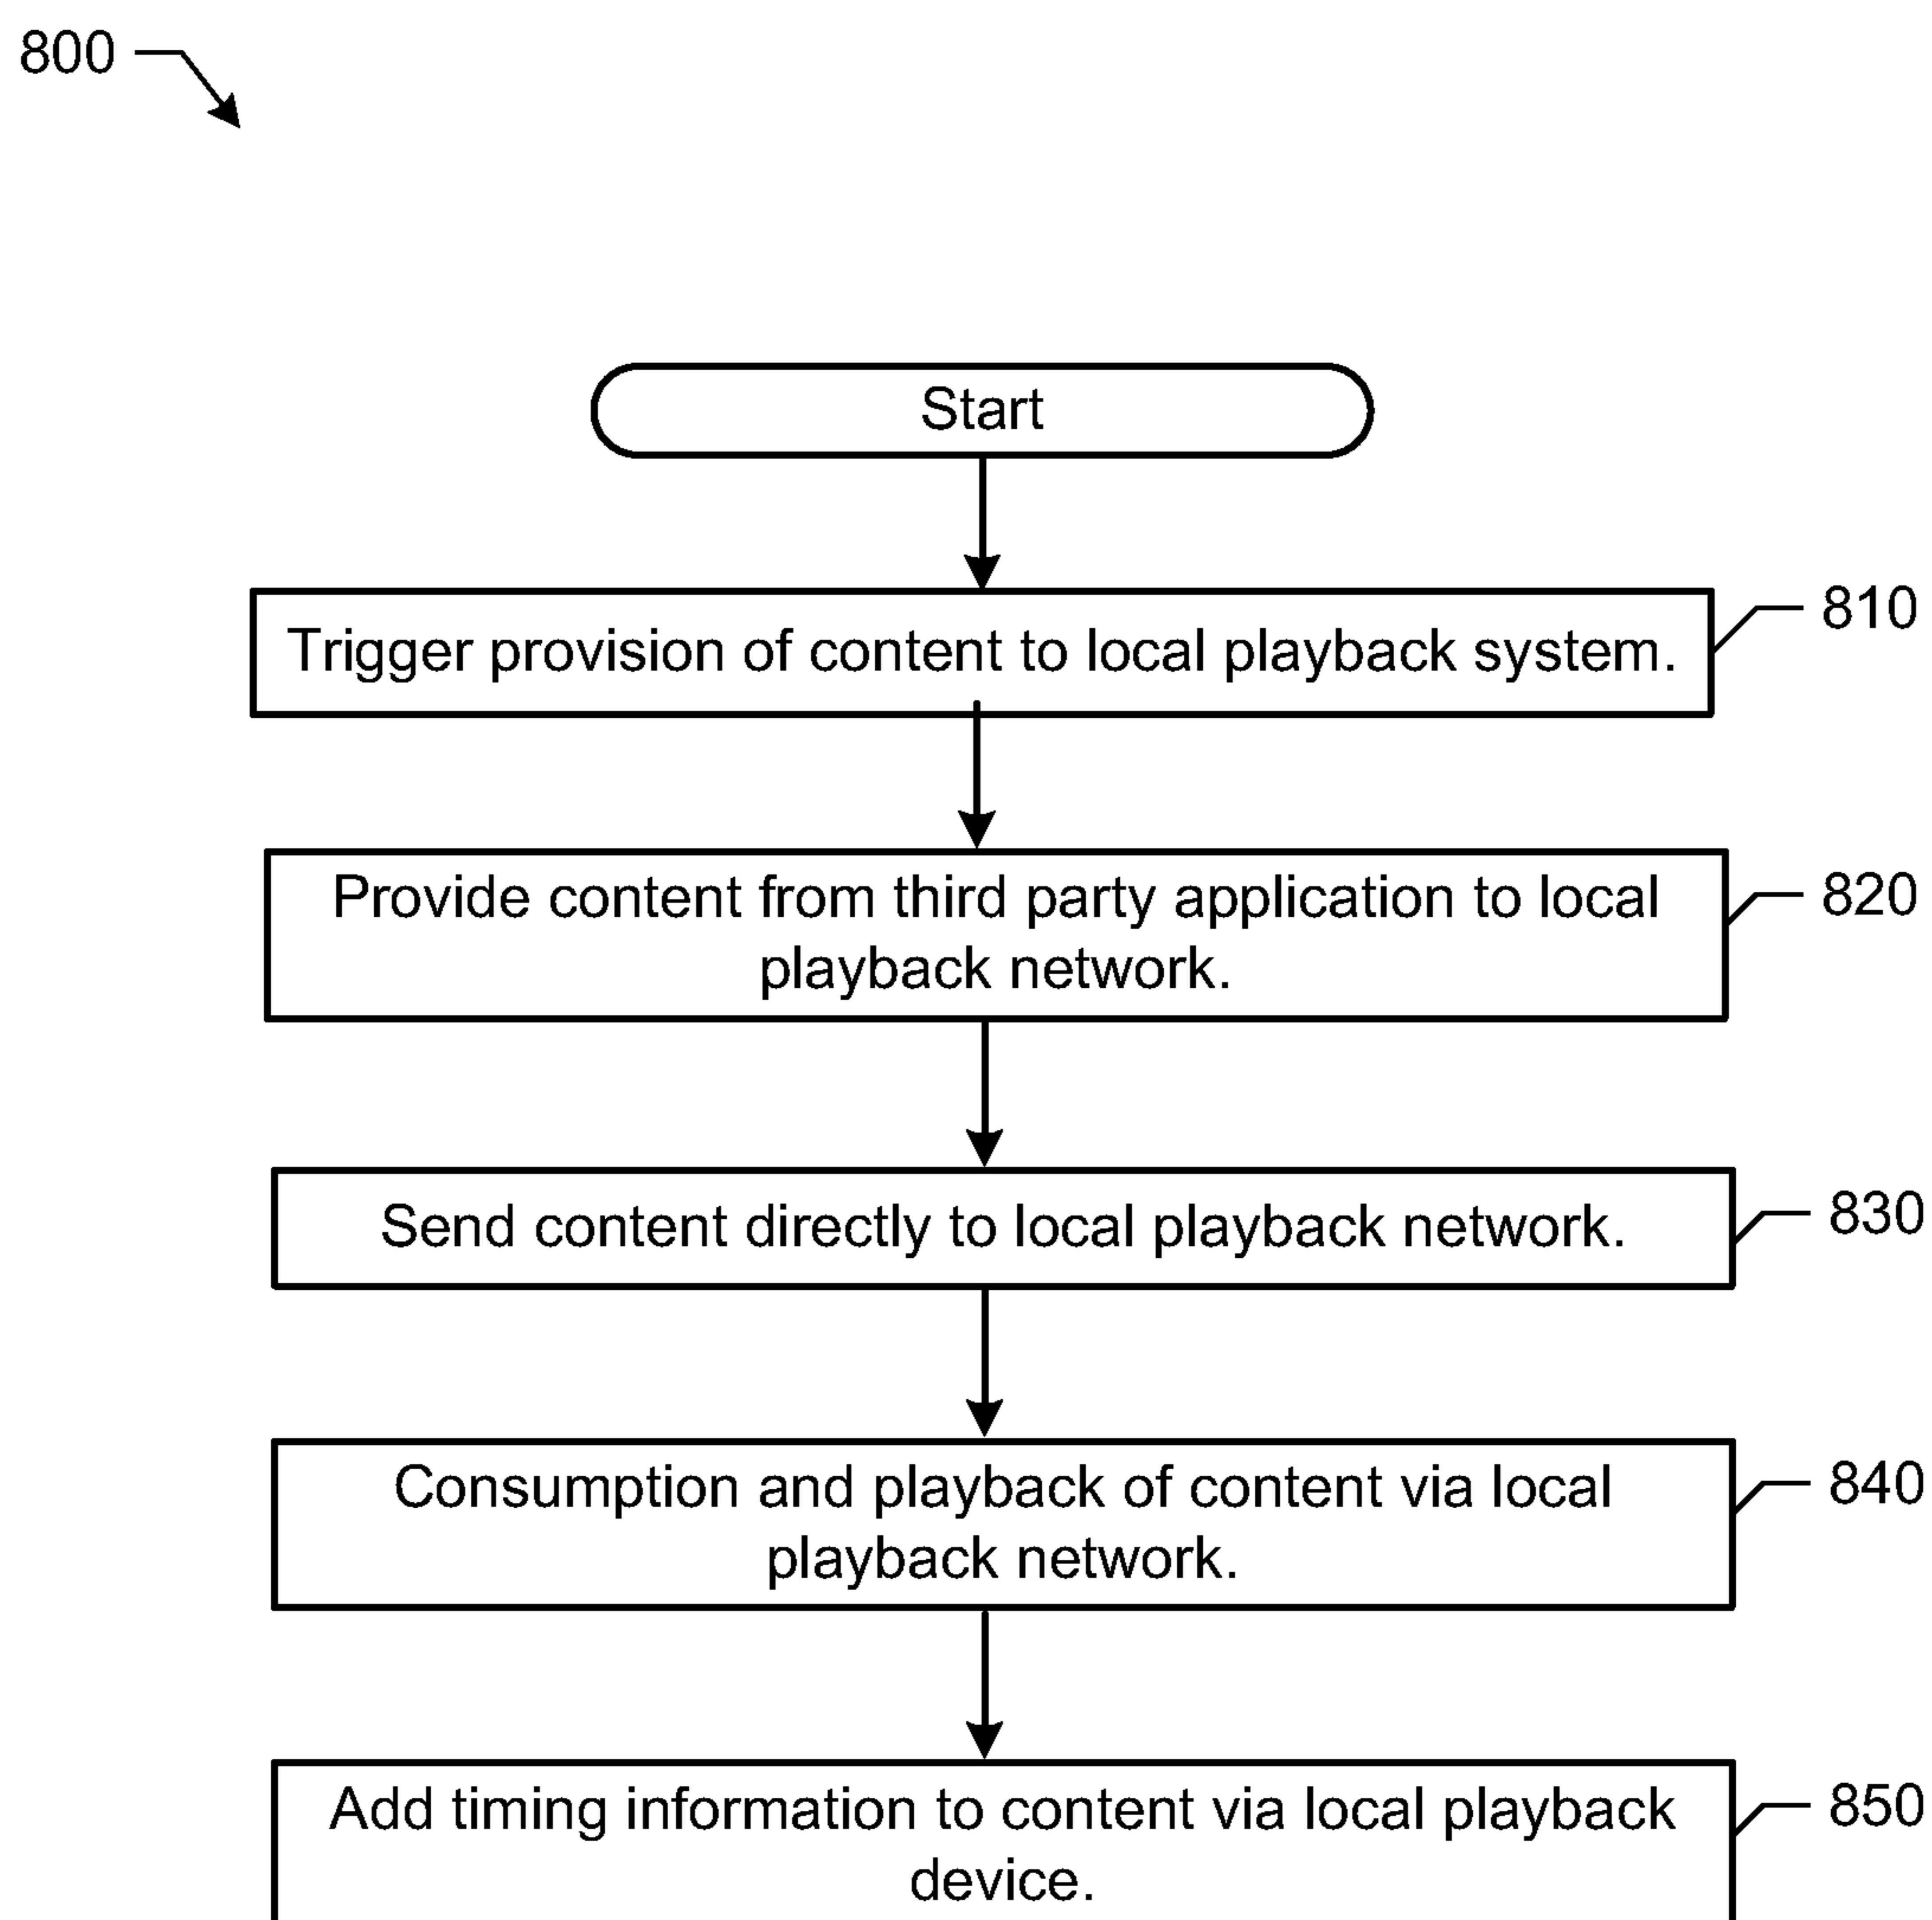 800
Start
Trigger provision of content to local playback system.
810
Provide content from third party application to local
playback network.
820
Send content directly to local playback network.
830
Consumption and playback of content via local
playback network.
840
Add timing information to content via local playback
device.
850